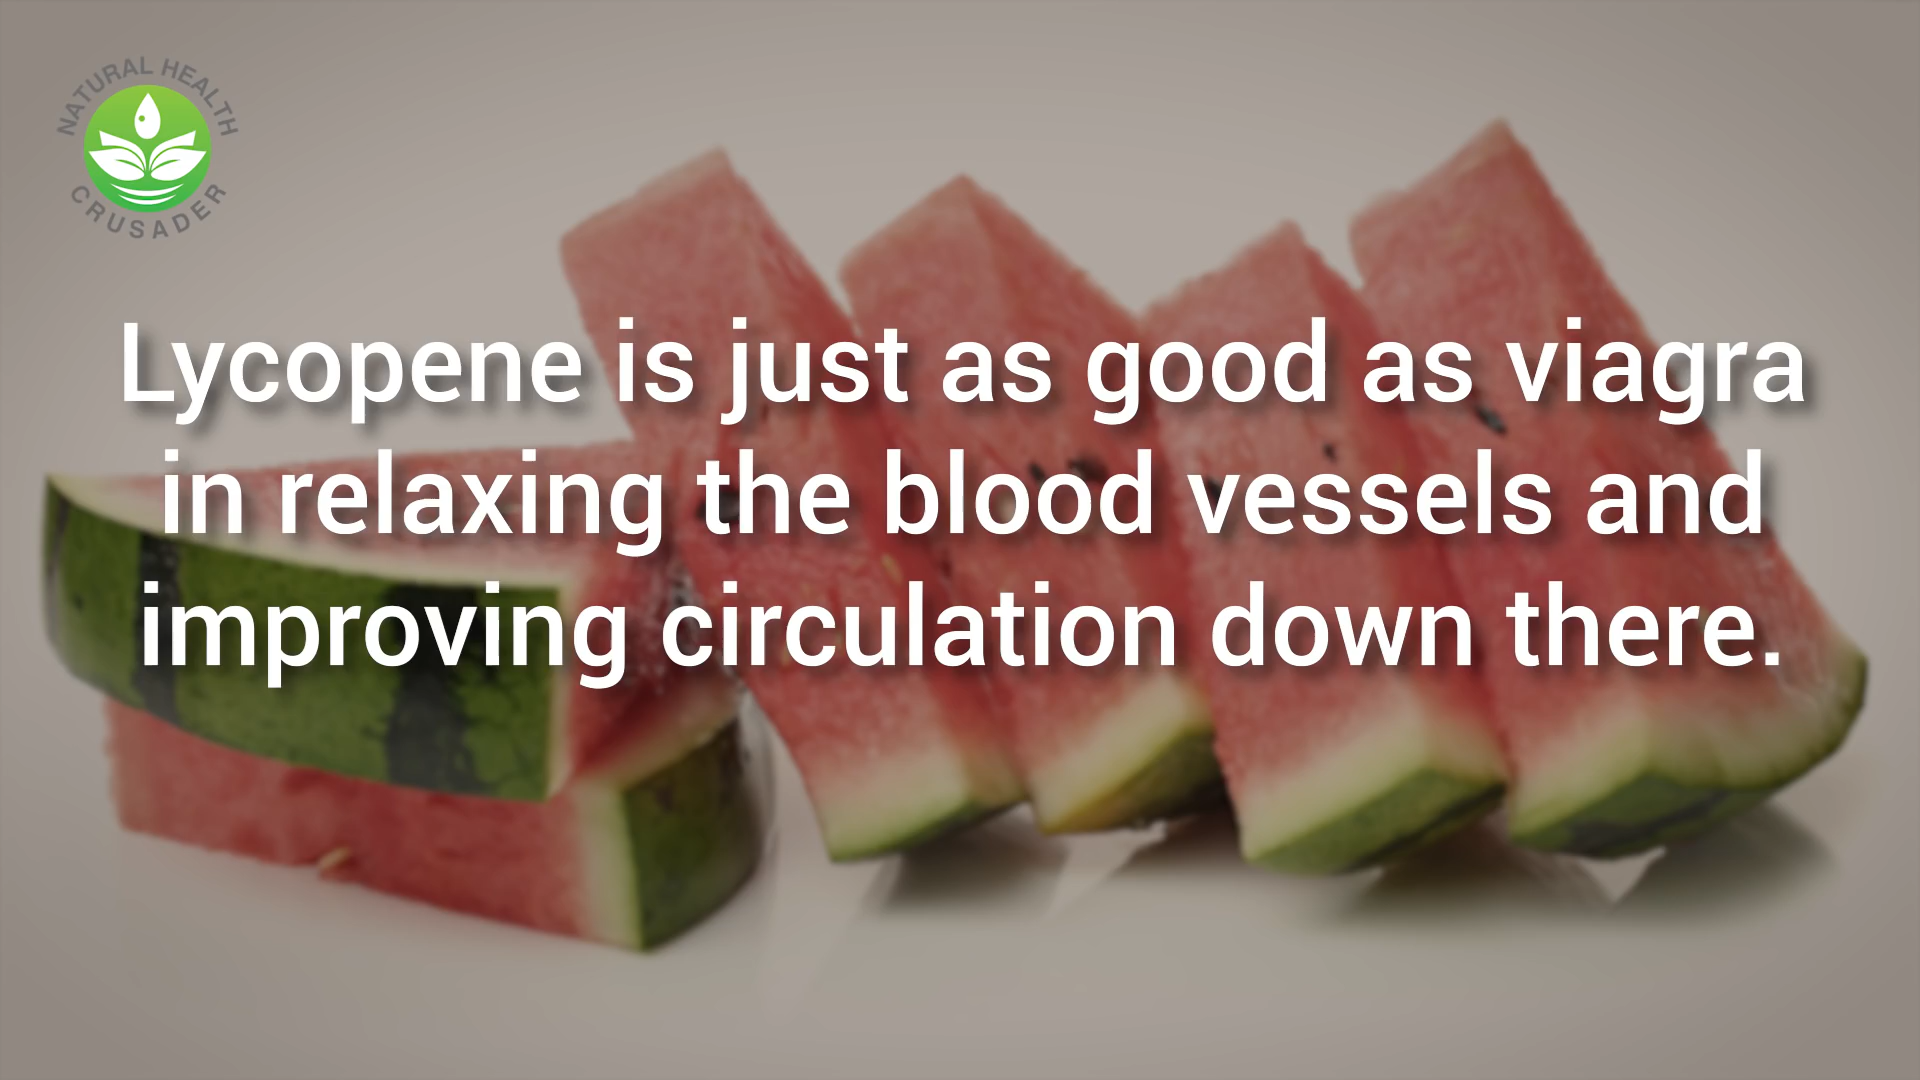 NATURAL HEALTH
CRUSADER
Lycopene is just as good as viagra
in relaxing the blood vessels and
improving circulation down there.